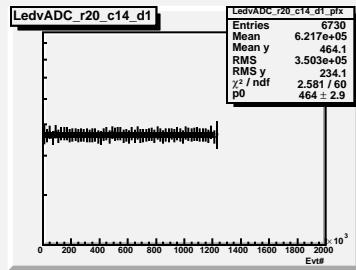 LedvADC_r20_c14_d1
LedvADC_r20_c14_d1_pfx
Entries 6730
Mean 6.217e+05
Mean y 464.1
RMS 3.503e+05
RMS y 234.1
χ² / ndf 2.581 / 60
p0 464 ± 2.9
0 200 400 600 800 1000 1200 1400 1600 1800 2000
×10³
Evt#